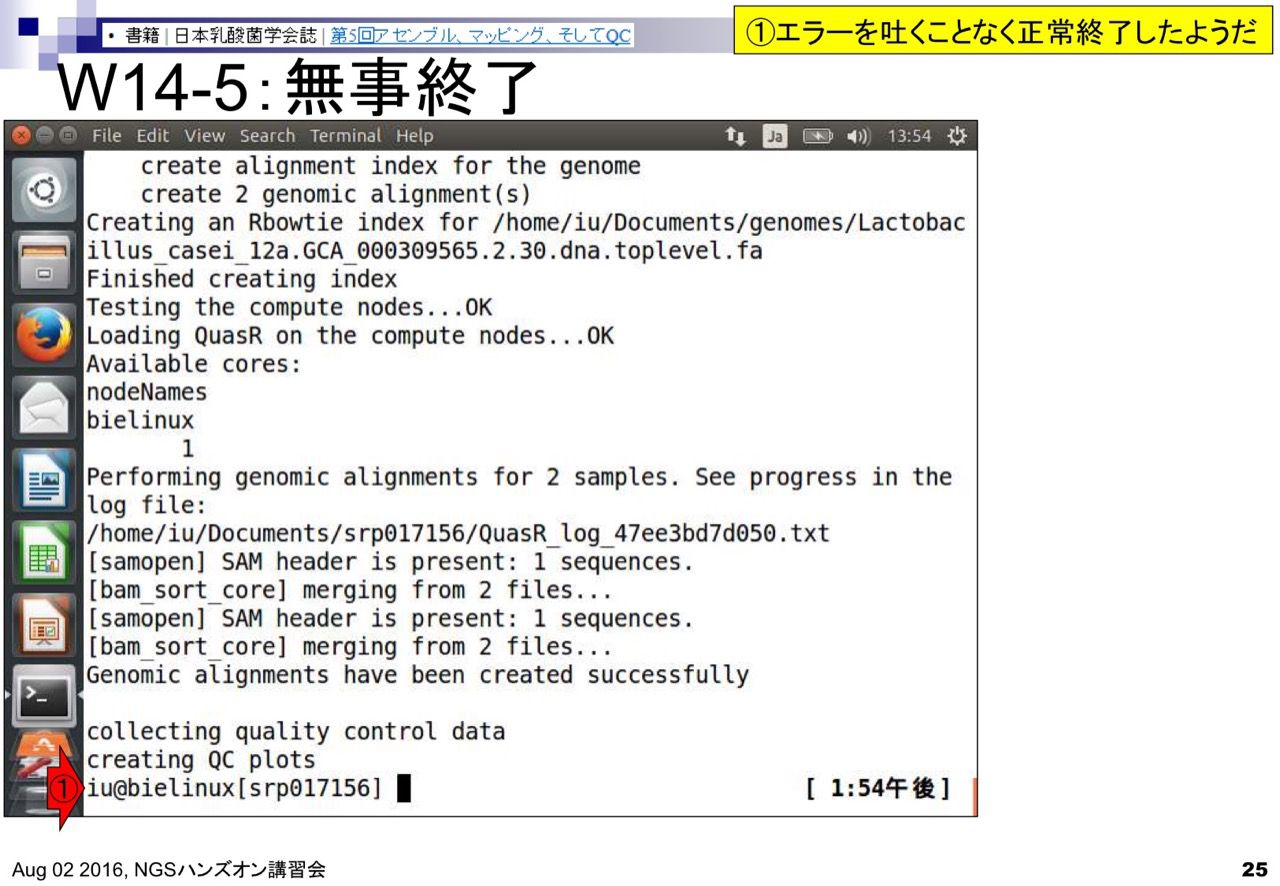 • 書籍 | 日本乳酸菌学会誌 | 第5回アセンブル、マッピング、そしてQC
①エラーを吐くことなく正常終了したようだ
W14-5：無事終了
File Edit View Search Terminal Help
Ja
13:54
create alignment index for the genome
create 2 genomic alignment(s)
Creating an Rbowtie index for /home/iu/Documents/genomes/Lactobac
illus_casei_12a.GCA_000309565.2.30.dna.toplevel.fa
Finished creating index
Testing the compute nodes...OK
Loading QuasR on the compute nodes...OK
Available cores:
nodeNames
bielinux
1
Performing genomic alignments for 2 samples. See progress in the
log file:
/home/iu/Documents/srp017156/QuasR_log_47ee3bd7d050.txt
[samopen] SAM header is present: 1 sequences.
[bam_sort_core] merging from 2 files...
[samopen] SAM header is present: 1 sequences.
[bam_sort_core] merging from 2 files...
Genomic alignments have been created successfully
collecting quality control data
creating QC plots
① iu@bielinux[srp017156] [ 1:54午後]
Aug 02 2016, NGSハンズオン講習会
25